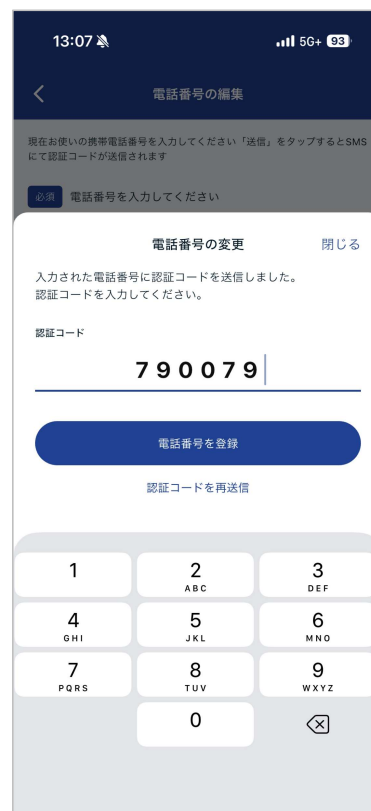 13:07
5G+ 93
電話番号の編集
現在お使いの携帯電話番号を入力してください「送信」をタップするとSMS
にて認証コードが送信されます
必須 電話番号を入力してください
電話番号の変更 閉じる
入力された電話番号に認証コードを送信しました。
認証コードを入力してください。
認証コード
790079
電話番号を登録
認証コードを再送信
1 2 3
ABC DEF
4 5 6
GHI JKL MNO
7 8 9
PQRS TUV WXYZ
0